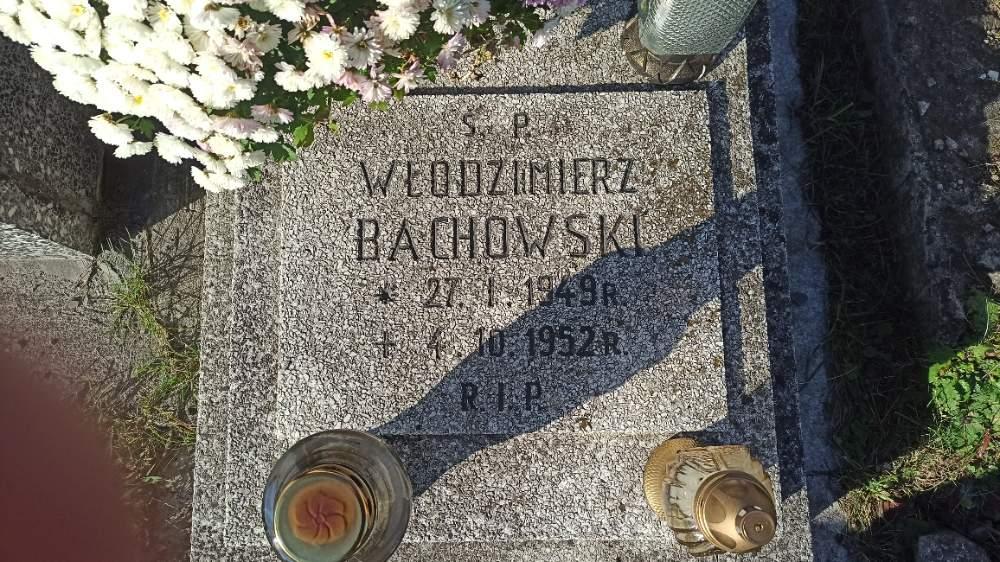 S. P.
WŁODZIMIERZ
BACHOWSKI
* 27. I. 1949 R.
+ 4. 10. 1952 R.
R.I.P.